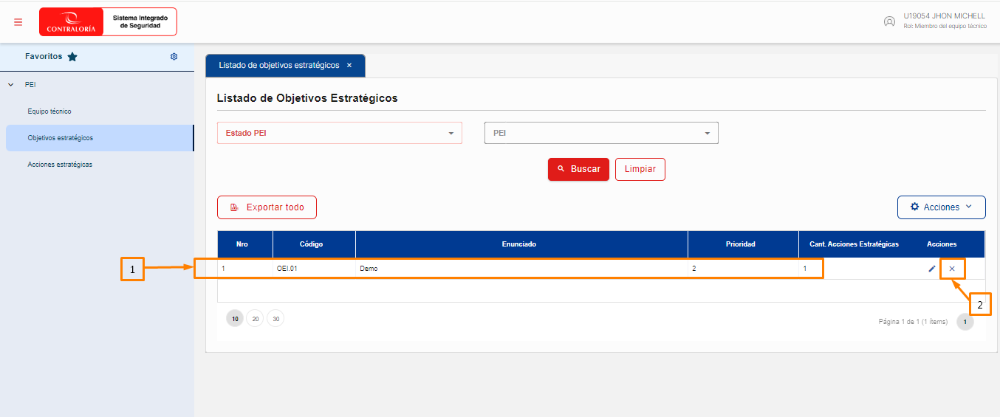 CONTRALORÍA
Sistema Integrado
de Seguridad
U19054 JHON MICHELL
Rol: Miembro del equipo técnico
Favoritos
PEI
Equipo técnico
Objetivos estratégicos
Acciones estratégicas
Listado de objetivos estratégicos ×
Listado de Objetivos Estratégicos
Estado PEI
PEI
Buscar
Limpiar
Exportar todo
Acciones
Nro Código Enunciado Prioridad Cant. Acciones Estratégicas Acciones
1
1 OEI.01 Demo 2 1
2
10 20 30
Página 1 de 1 (1 ítems) 1